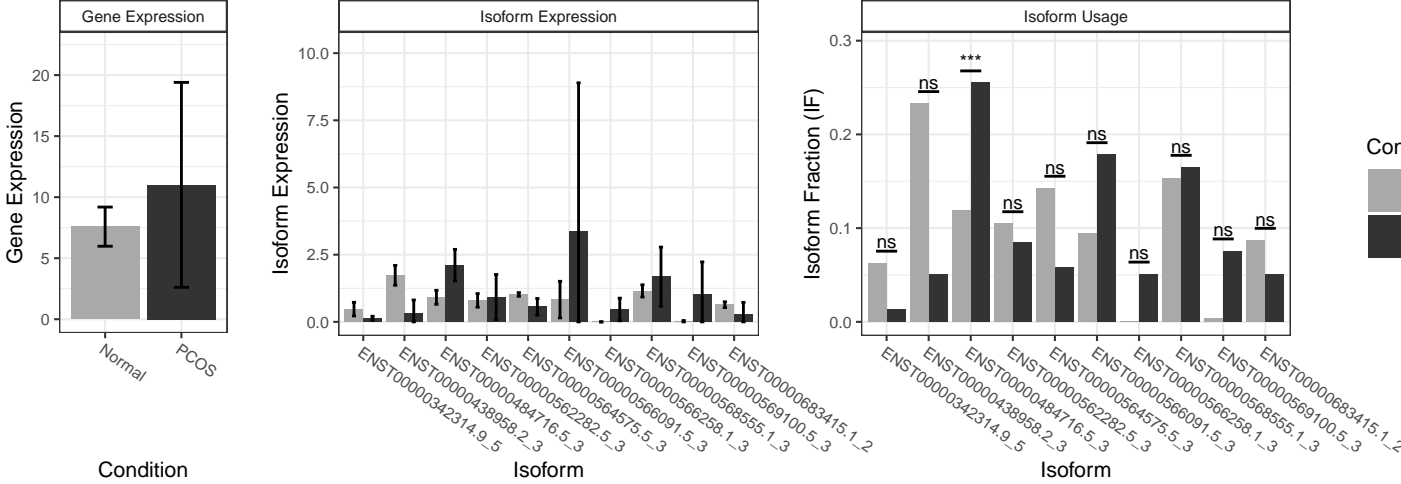 Gene Expression
Isoform Expression
Isoform Usage
Gene Expression
20
15
10
5
0
Normal
PCOS
Condition
Isoform Expression
10.0
7.5
5.0
2.5
0.0
ENST00000342314.9_5
ENST00000438958.2_3
ENST00000484716.5_3
ENST00000562282.5_3
ENST00000564575.5_3
ENST00000566091.5_3
ENST00000566258.1_3
ENST00000568555.1_3
ENST00000569100.5_3
ENST00000683415.1_2
Isoform
Isoform Fraction (IF)
0.3
0.2
0.1
0.0
ns
ns
***
ns
ns
ns
ns
ns
ns
ns
ENST00000342314.9_5
ENST00000438958.2_3
ENST00000484716.5_3
ENST00000562282.5_3
ENST00000564575.5_3
ENST00000566091.5_3
ENST00000566258.1_3
ENST00000568555.1_3
ENST00000569100.5_3
ENST00000683415.1_2
Isoform
Con